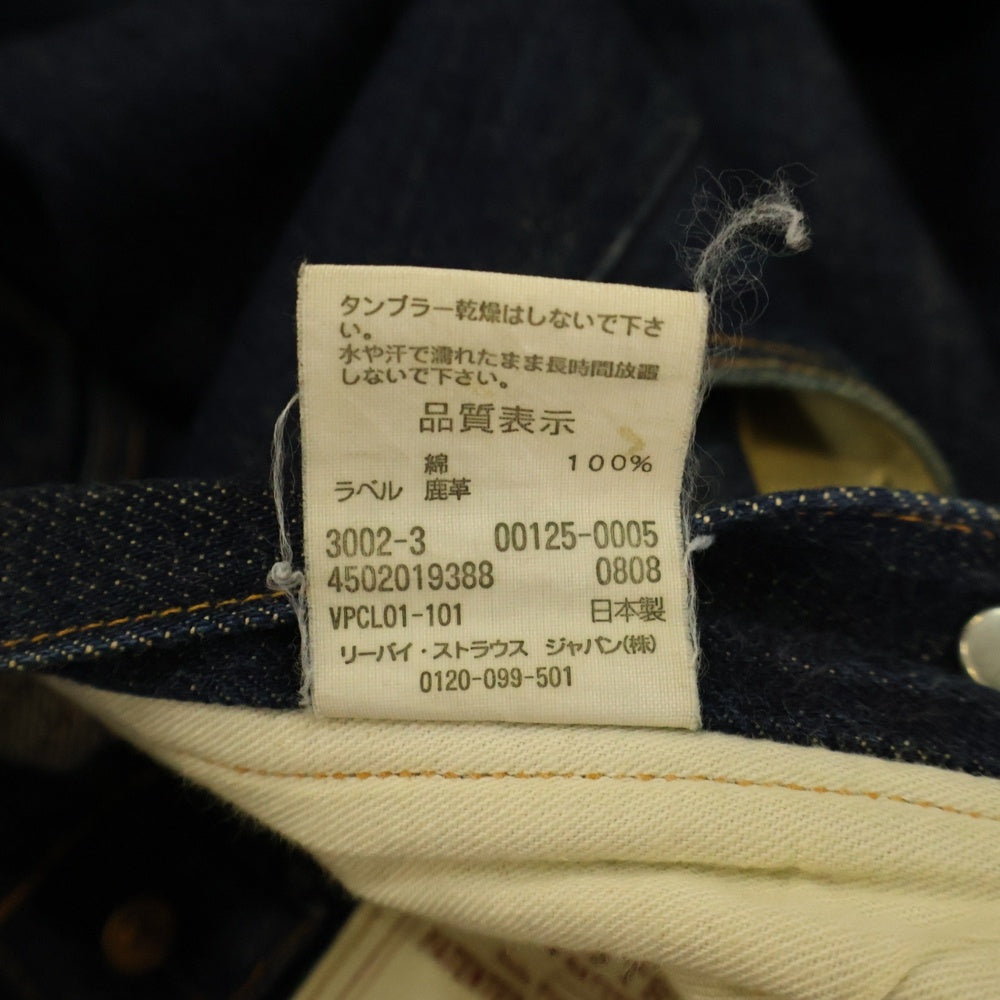 タンブラー乾燥はしないで下さ
い。
水や汗で濡れたまま長時間放置
しないで下さい。
品質表示
綿 100%
ラベル 鹿革
3002-3 00125-0005
4502019388 0808
VPCL01-101 日本製
リーバイ・ストラウス ジャパン(株)
0120-099-501